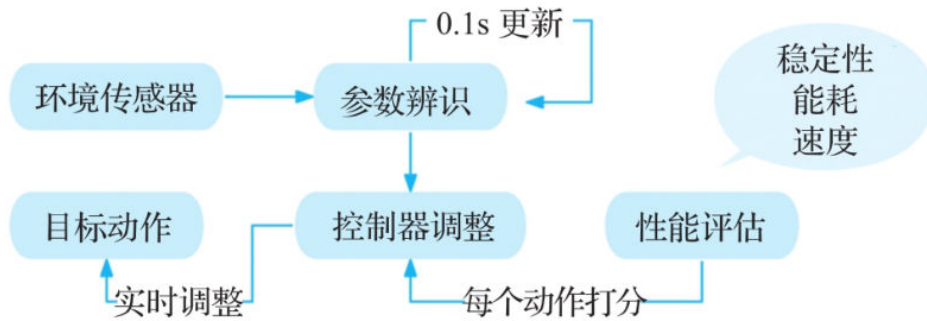 0.1s 更新
稳定性
能耗
速度
环境传感器
参数辨识
目标动作
控制器调整
性能评估
实时调整
每个动作打分